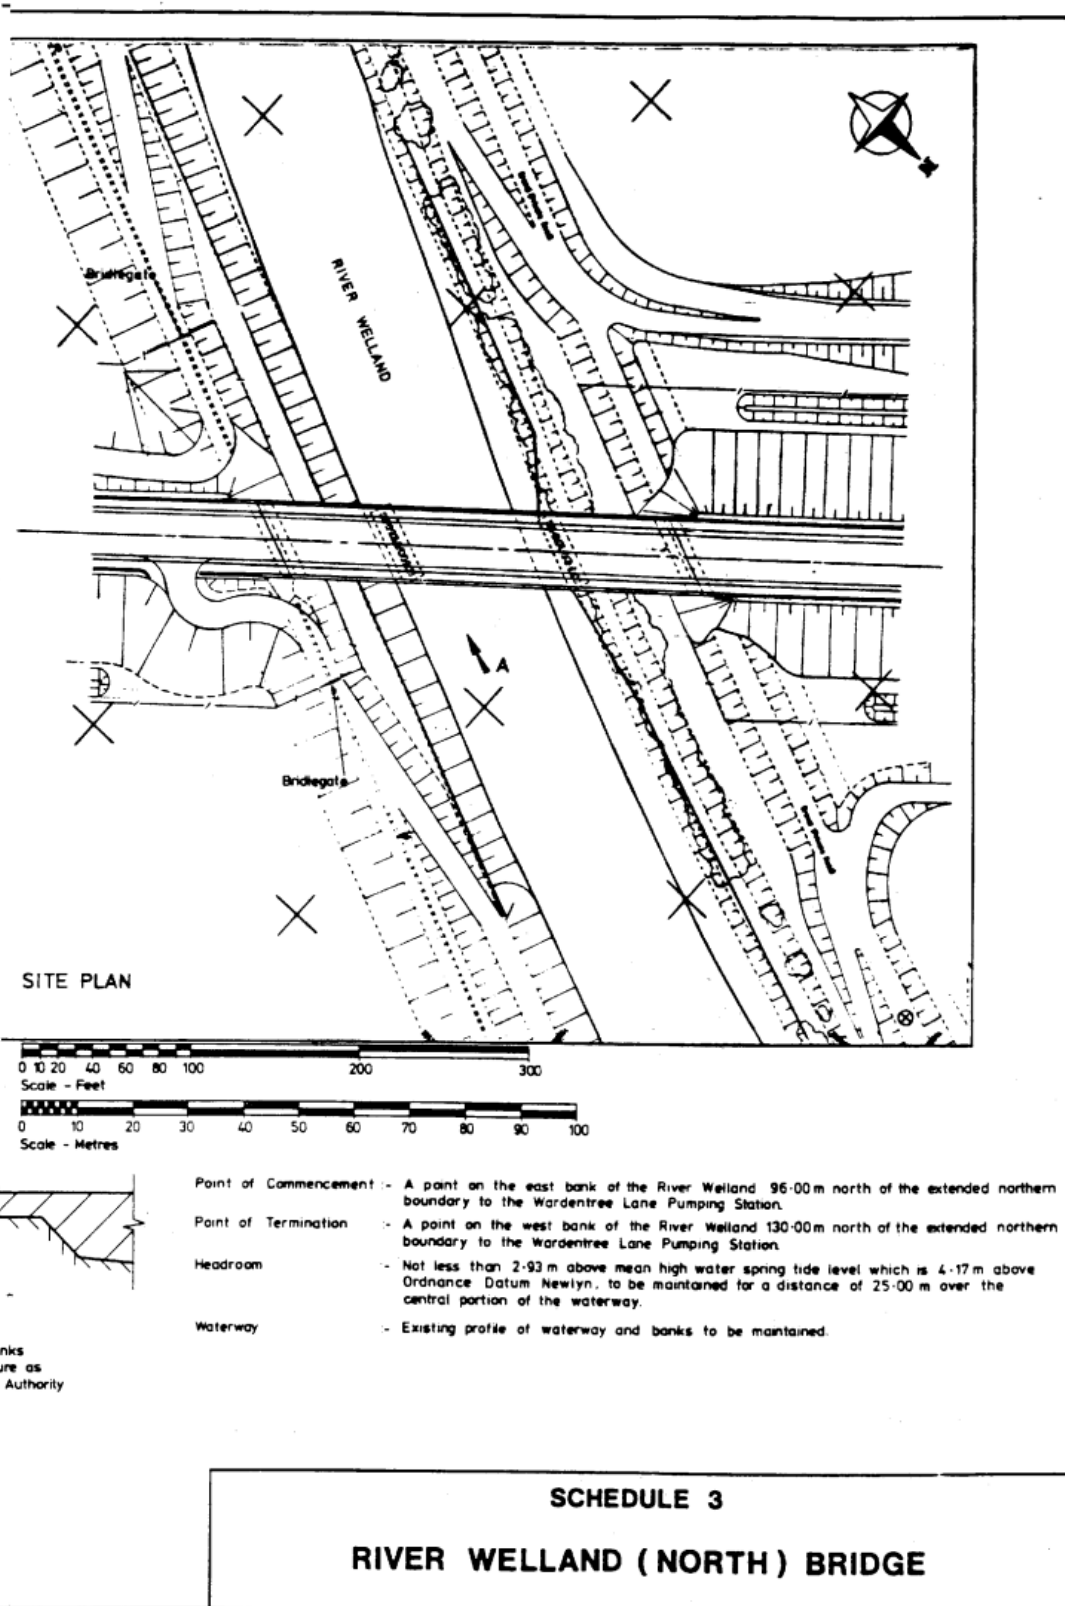 Bridlegate
RIVER WELLAND
A
Bridlegate
SITE PLAN
0 10 20 40 60 80 100 200 300
Scale - Feet
0 10 20 30 40 50 60 70 80 90 100
Scale - Metres
Point of Commencement :- A point on the east bank of the River Welland 96·00m north of the extended northern
boundary to the Wardentree Lane Pumping Station.
Point of Termination :- A point on the west bank of the River Welland 130·00m north of the extended northern
boundary to the Wardentree Lane Pumping Station.
Headroom - Not less than 2·93 m above mean high water spring tide level which is 4·17 m above
Ordnance Datum Newlyn, to be maintained for a distance of 25·00 m over the
central portion of the waterway.
Waterway :- Existing profile of waterway and banks to be maintained.
nks
ure as
Authority
SCHEDULE 3
RIVER WELLAND (NORTH) BRIDGE